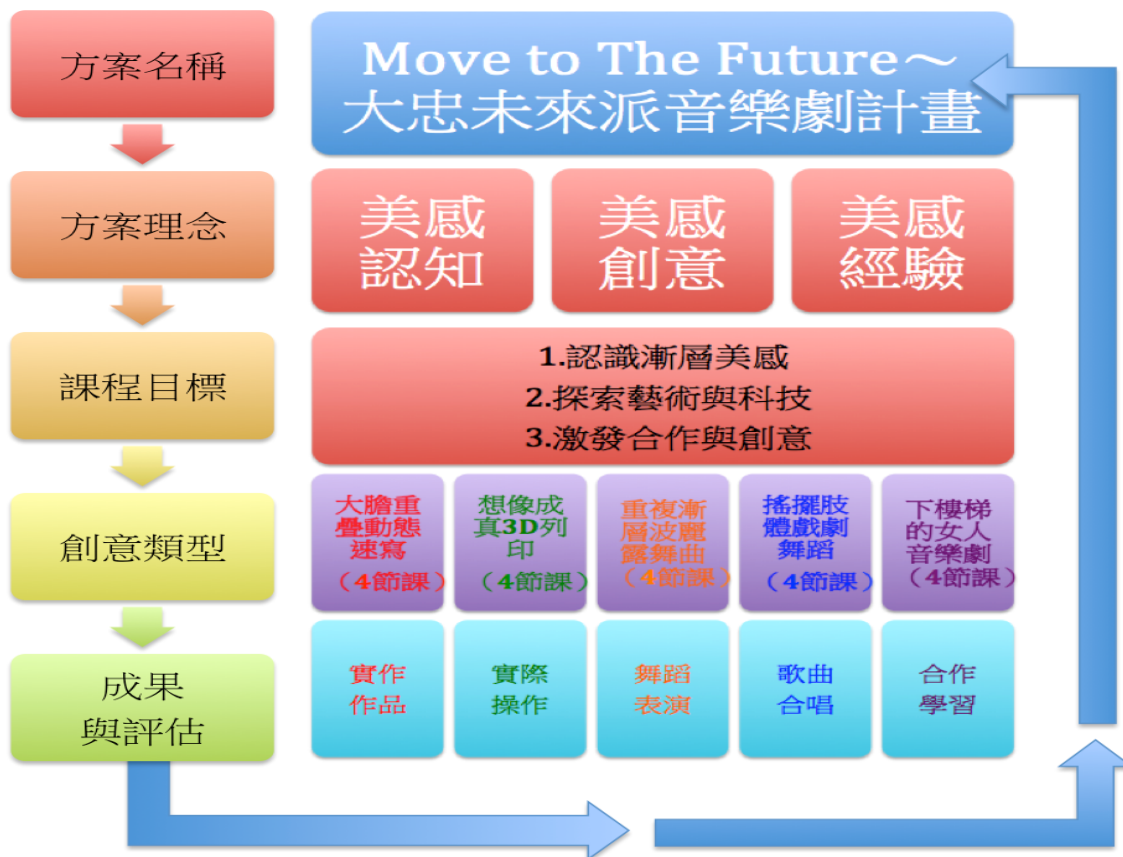 方案名稱
Move to The Future～
大忠未來派音樂劇計畫
方案理念
美感
認知
美感
創意
美感
經驗
課程目標
1.認識漸層美感
2.探索藝術與科技
3.激發合作與創意
創意類型
大膽重
疊動態
速寫
（4節課）
想像成
真3D列
印
（4節課）
重複漸
層波麗
露舞曲
（4節課）
搖擺肢
體戲劇
舞蹈
（4節課）
下樓梯
的女人
音樂劇
（4節課）
成果
與評估
實作
作品
實際
操作
舞蹈
表演
歌曲
合唱
合作
學習